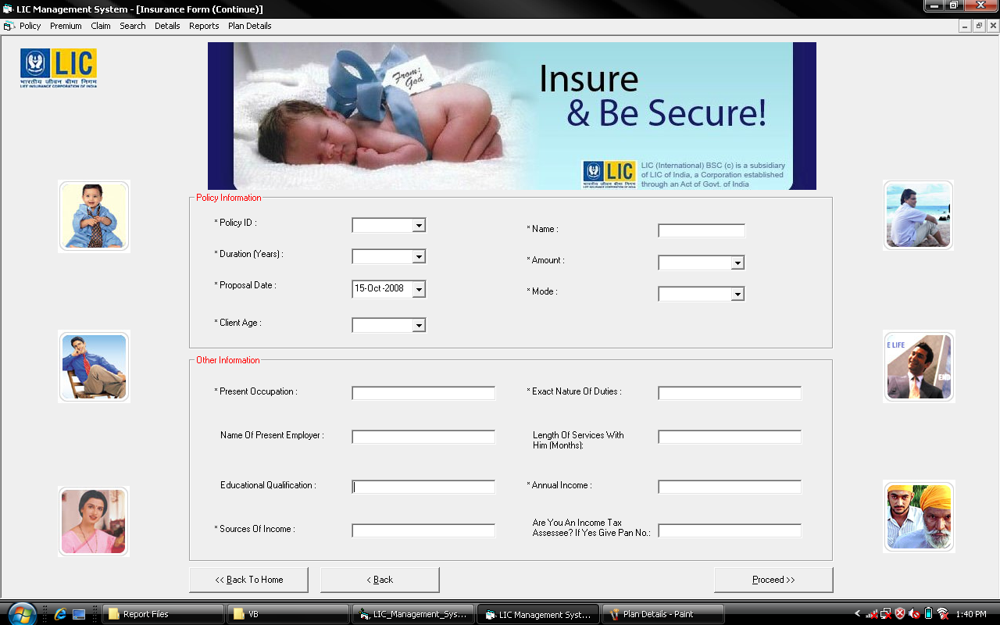 LIC Management System - [Insurance Form (Continue)]
Policy Premium Claim Search Details Reports Plan Details
LIC
भारतीय जीवन बीमा निगम
LIFE INSURANCE CORPORATION OF INDIA
From:
God
Insure
& Be Secure!
LIC
भारतीय जीवन बीमा निगम
LIFE INSURANCE CORPORATION OF INDIA
LIC (International) BSC (c) is a subsidiary
of LIC of India, a Corporation established
through an Act of Govt. of India
Policy Information
* Policy ID :
* Name :
* Duration (Years) :
* Amount :
* Proposal Date : 15-Oct-2008
* Mode :
* Client Age :
E LIFE
END
Other Information
* Present Occupation :
* Exact Nature Of Duties :
Name Of Present Employer :
Length Of Services With
Him (Months):
Educational Qualification :
* Annual Income :
* Sources Of Income :
Are You An Income Tax
Assessee? If Yes Give Pan No.:
<< Back To Home
< Back
Proceed >>
Report Files
VB
LIC_Management_Sys...
LIC Management Syst...
Plan Details - Paint
1:40 PM